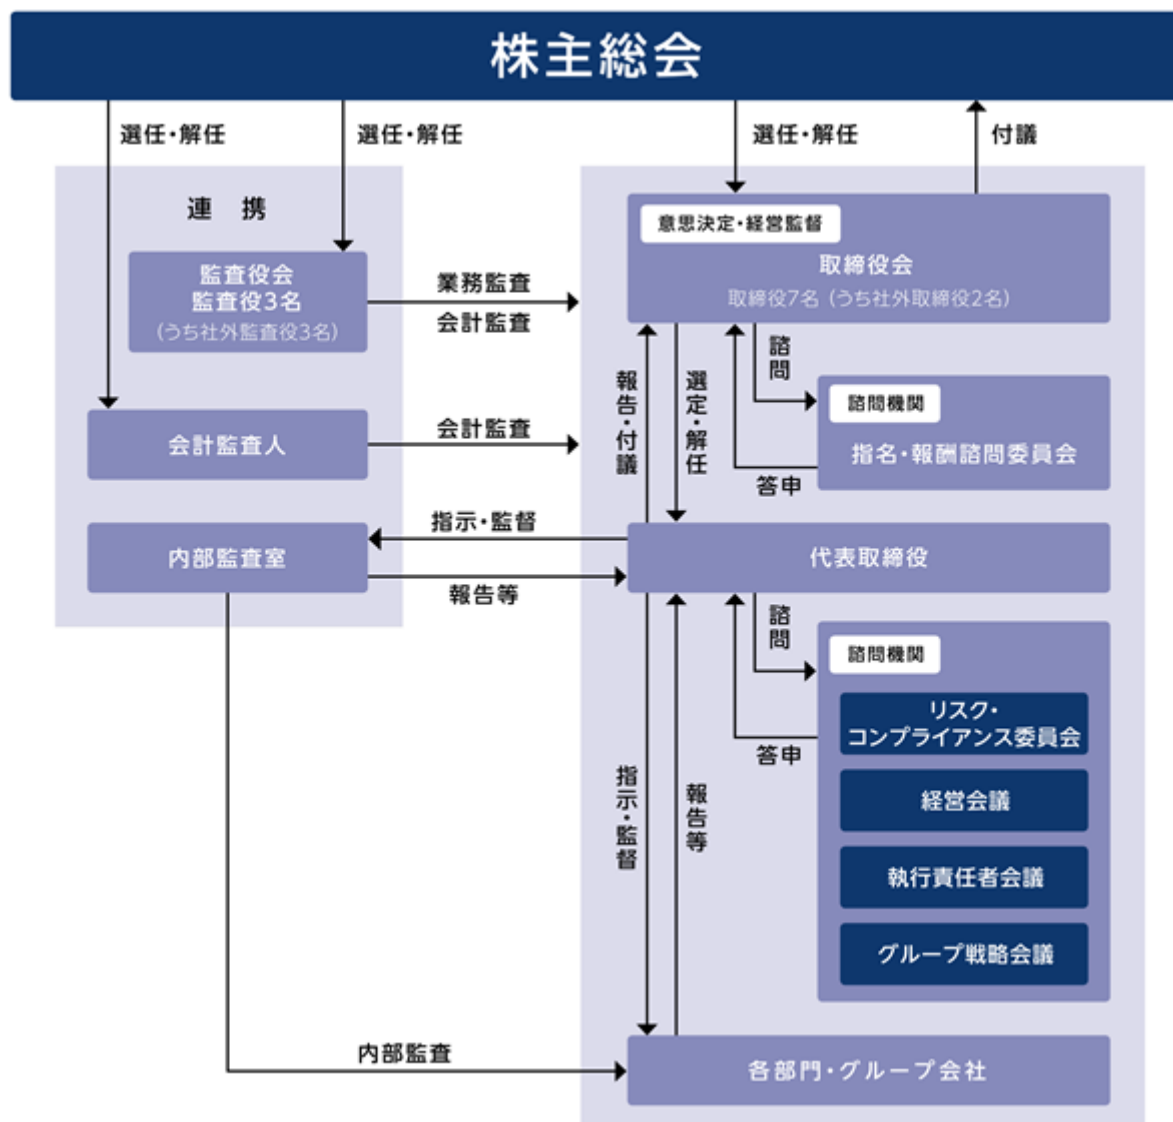 株主総会
選任・解任
選任・解任
選任・解任
付議
連 携
監査役会
監査役3名
(うち社外監査役3名)
業務監査
会計監査
意思決定・経営監督
取締役会
取締役7名 (うち社外取締役2名)
諮問
報告・付議
選定・解任
諮問機関
指名・報酬諮問委員会
答申
会計監査人
会計監査
内部監査室
指示・監督
報告等
代表取締役
諮問
答申
諮問機関
リスク・
コンプライアンス委員会
経営会議
執行責任者会議
グループ戦略会議
指示・監督
報告等
内部監査
各部門・グループ会社